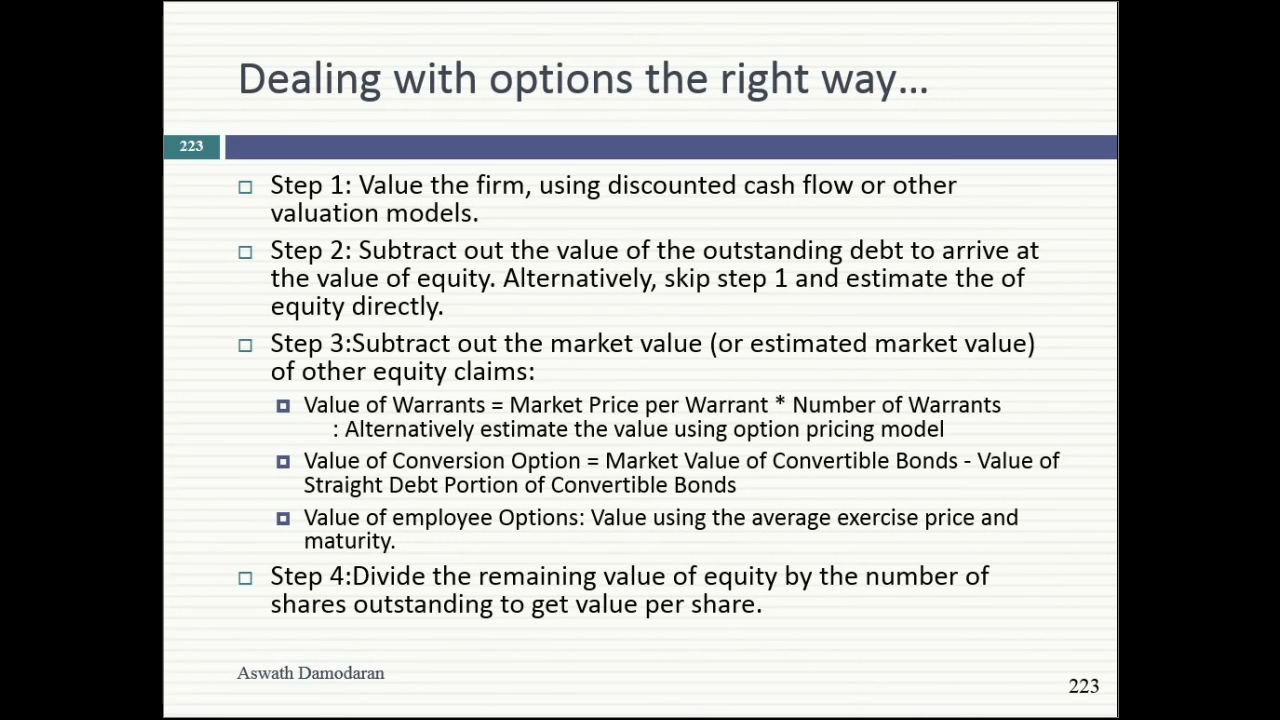 Dealing with options the right way...
223
Step 1: Value the firm, using discounted cash flow or other
valuation models.
Step 2: Subtract out the value of the outstanding debt to arrive at
the value of equity. Alternatively, skip step 1 and estimate the of
equity directly.
Step 3:Subtract out the market value (or estimated market value)
of other equity claims:
Value of Warrants = Market Price per Warrant * Number of Warrants
: Alternatively estimate the value using option pricing model
Value of Conversion Option = Market Value of Convertible Bonds - Value of
Straight Debt Portion of Convertible Bonds
Value of employee Options: Value using the average exercise price and
maturity.
Step 4:Divide the remaining value of equity by the number of
shares outstanding to get value per share.
Aswath Damodaran
223